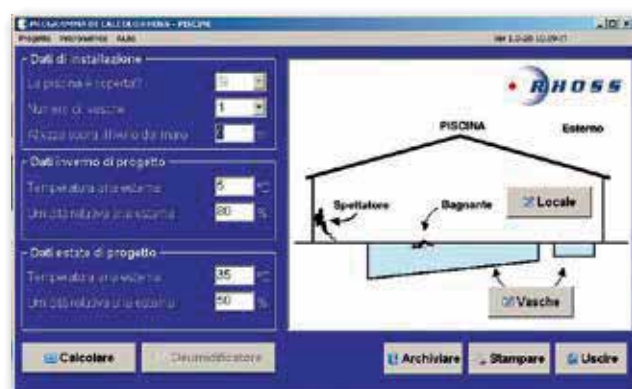 PROGRAMMA DI CALCOLO RHOSS - PISCINE
Progetto Psicrometrica Aiuto
Dati di installazione
La piscina è coperta?
Numero di vasche 1
Altezza sopra il livello del mare m
Dati inverno di progetto
Temperatura aria esterna 5 °C
Umidità relativa aria esterna 80 %
Dati estate di progetto
Temperatura aria esterna 35 °C
Umidità relativa aria esterna 50 %
Calcolare
Deumidificatore
RHOSS
PISCINA
Esterno
Spettatore
Bagnante
Locale
Vasche
Archiviare
Stampare
Uscire